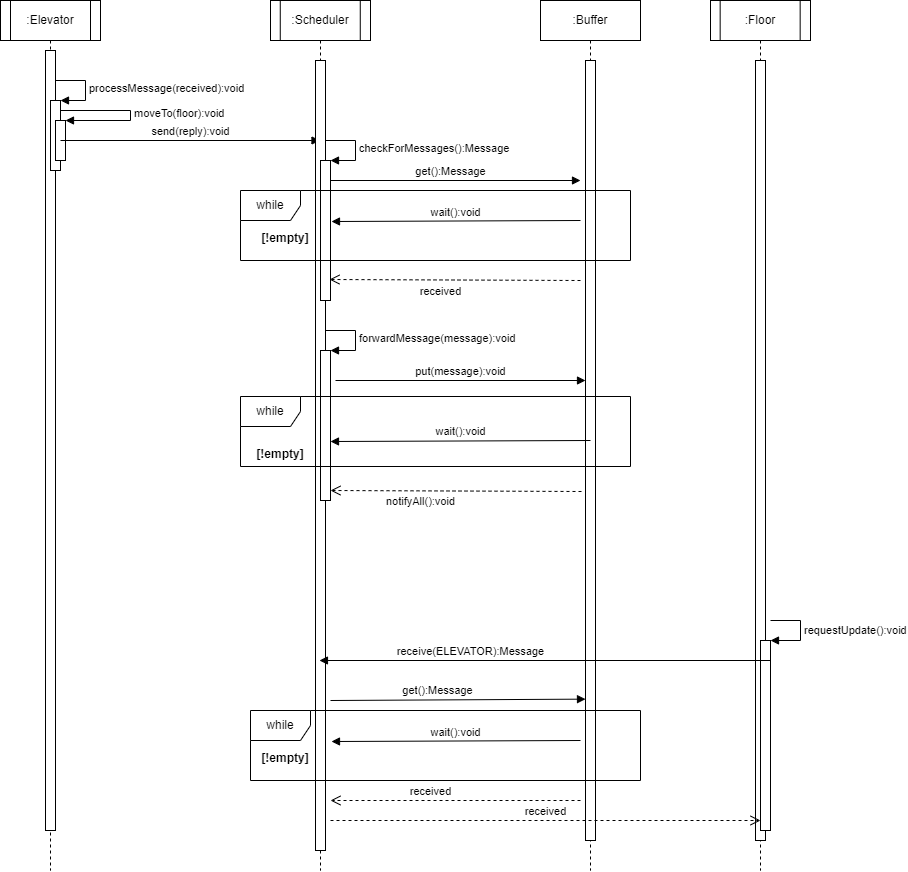 :Elevator
:Scheduler
:Buffer
:Floor
processMessage(received):void
moveTo(floor):void
send(reply):void
checkForMessages():Message
get():Message
while
wait():void
[!empty]
received
forwardMessage(message):void
put(message):void
while
wait():void
[!empty]
notifyAll():void
requestUpdate():void
receive(ELEVATOR):Message
get():Message
while
wait():void
[!empty]
received
received